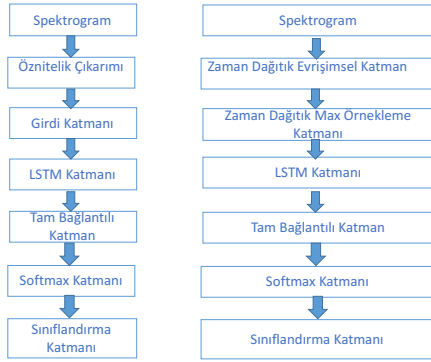 Spektrogram
Öznitelik Çıkarımı
Girdi Katmanı
LSTM Katmanı
Tam Bağlantılı
Katman
Softmax Katmanı
Sınıflandırma
Katmanı
Spektrogram
Zaman Dağıtık Evrişimsel Katman
Zaman Dağıtık Max Örnekleme
Katmanı
LSTM Katmanı
Tam Bağlantılı Katman
Softmax Katmanı
Sınıflandırma Katmanı